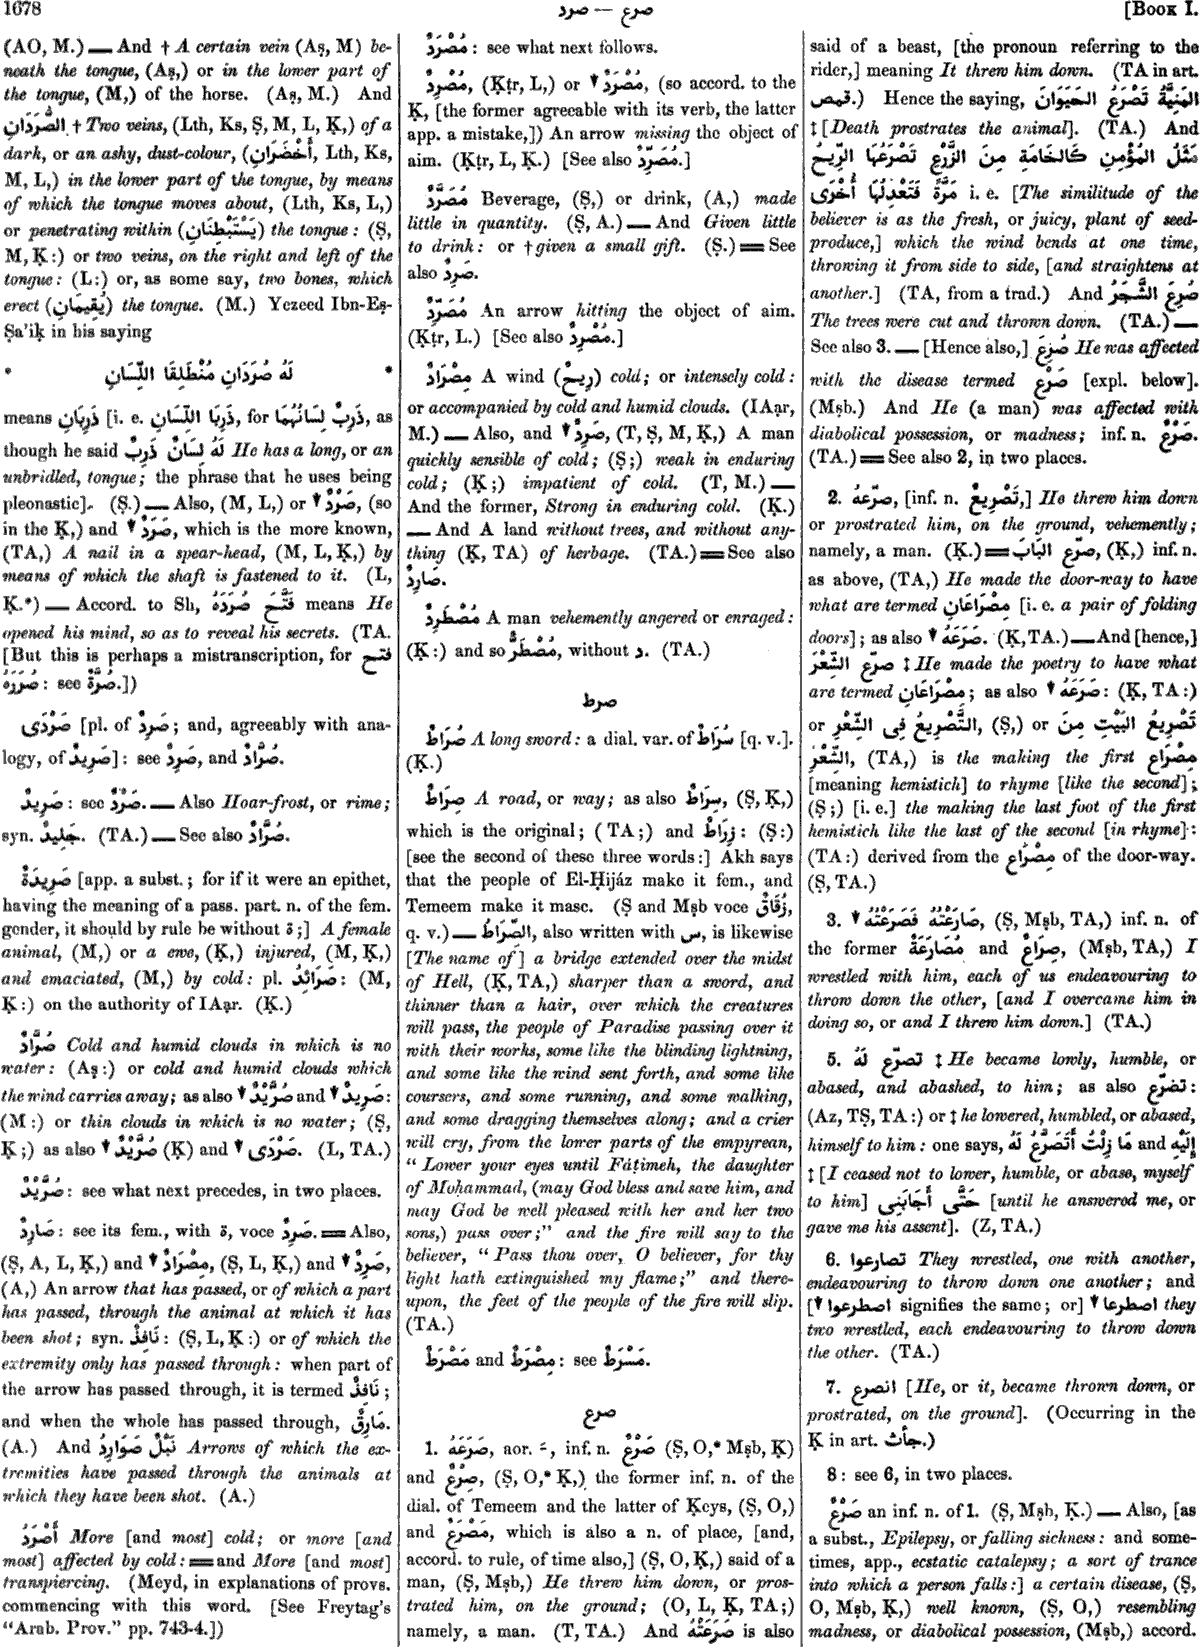 1678
صرد — صرع
[Book I.
(AO, M.) — And † A certain vein (Aṣ, M) be-
neath the tongue, (Aṣ,) or in the lower part of
the tongue, (M,) of the horse. (Aṣ, M.) And
الصُّرَدَانِ † Two veins, (Lth, Ks, Ṣ, M, L, Ḳ,) of a
dark, or an ashy, dust-colour, (أَخْضَرَانِ, Lth, Ks,
M, L,) in the lower part of the tongue, by means
of which the tongue moves about, (Lth, Ks, L,)
or penetrating within (يَسْتَبْطِنَانِ) the tongue: (Ṣ,
M, Ḳ:) or two veins, on the right and left of the
tongue: (L:) or, as some say, two bones, which
erect (يُقِيمَانِ) the tongue. (M.) Yezeed Ibn-Eṣ-
Ṣa'iḳ in his saying
* لَهُ صُرَدَانِ مُنْطَلِقَا اللِّسَانِ *
means ذَرِبَانِ [i. e. ذَرِبَا اللِّسَانِ, for ذَرِبٌ لِسَانُهُمَا, as
though he said لَهُ لِسَانٌ ذَرِبٌ He has a long, or an
unbridled, tongue; the phrase that he uses being
pleonastic]. (Ṣ.) — Also, (M, L,) or ▼ صَرْدٌ, (so
in the Ḳ,) and ▼ صَرَدٌ, which is the more known,
(TA,) A nail in a spear-head, (M, L, Ḳ,) by
means of which the shaft is fastened to it. (L,
Ḳ.*) — Accord. to Sh, فَتَحَ صُرَدَهُ means He
opened his mind, so as to reveal his secrets. (TA.
[But this is perhaps a mistranscription, for فتح
صُرَرَهُ: see صُرَّةٌ.])
صَرْدَى [pl. of صَرِدٌ; and, agreeably with ana-
logy, of صَرِيدٌ]: see صَرِدٌ, and صُرَّادٌ.
صَرِيدٌ: see صَرْدٌ. — Also Hoar-frost, or rime;
syn. جَلِيدٌ. (TA.) — See also صُرَّادٌ.
صَرِيدَةٌ [app. a subst.; for if it were an epithet,
having the meaning of a pass. part. n. of the fem.
gender, it should by rule be without ة;] A female
animal, (M,) or a ewe, (Ḳ,) injured, (M, Ḳ,)
and emaciated, (M,) by cold: pl. صَرَائِدُ: (M,
Ḳ:) on the authority of IAạr. (Ḳ.)
صُرَّادٌ Cold and humid clouds in which is no
water: (Aṣ:) or cold and humid clouds which
the wind carries away; as also ▼ صُرَّيْدٌ and ▼ صَرِيدٌ:
(M:) or thin clouds in which is no water; (Ṣ,
Ḳ;) as also ▼ صُرَّيْدٌ (Ḳ) and ▼ صَرْدَى. (L, TA.)
صُرَّيْدٌ: see what next precedes, in two places.
صَارِدٌ: see its fem., with ة, voce صَرِدٌ. == Also,
(Ṣ, A, L, Ḳ,) and ▼ مِصْرَادٌ, (Ṣ, L, Ḳ,) and ▼ صَرِدٌ,
(A,) An arrow that has passed, or of which a part
has passed, through the animal at which it has
been shot; syn. نَافِذٌ: (Ṣ, L, Ḳ:) or of which the
extremity only has passed through: when part of
the arrow has passed through, it is termed نَافِذٌ;
and when the whole has passed through, مَارِقٌ.
(A.) And نَبْلٌ صَوَارِدُ Arrows of which the ex-
tremities have passed through the animals at
which they have been shot. (A.)
أَصْرَدُ More [and most] cold; or more [and
most] affected by cold: == and More [and most]
transpiercing. (Meyd, in explanations of provs.
commencing with this word. [See Freytag's
"Arab. Prov." pp. 743-4.])
مُصْرَدٌ: see what next follows.
مُصْرِدٌ, (Ḳṭr, L,) or ▼ مُصْرَدٌ, (so accord. to the
Ḳ, [the former agreeable with its verb, the latter
app. a mistake,]) An arrow missing the object of
aim. (Ḳṭr, L, Ḳ.) [See also مُصَرِّدٌ.]
مُصَرَّدٌ Beverage, (Ṣ,) or drink, (A,) made
little in quantity. (Ṣ, A.) — And Given little
to drink: or † given a small gift. (Ṣ.) == See
also صَرِدٌ.
مُصَرِّدٌ An arrow hitting the object of aim.
(Ḳṭr, L.) [See also مُصْرِدٌ.]
مِصْرَادٌ A wind (رِيحٌ) cold; or intensely cold:
or accompanied by cold and humid clouds. (IAạr,
M.) — Also, and ▼ صَرِدٌ, (T, Ṣ, M, Ḳ,) A man
quickly sensible of cold; (Ṣ;) weak in enduring
cold; (Ḳ;) impatient of cold. (T, M.) —
And the former, Strong in enduring cold. (Ḳ.)
— And A land without trees, and without any-
thing (Ḳ, TA) of herbage. (TA.) == See also
صَارِدٌ.
مُصْطَرِدٌ A man vehemently angered or enraged:
(Ḳ:) and so مُصْطَرٌّ, without د. (TA.)
صرط
صُرَاطٌ A long sword: a dial. var. of سُرَاطٌ [q. v.].
(Ḳ.)
صِرَاطٌ A road, or way; as also سِرَاطٌ, (Ṣ, Ḳ,)
which is the original; (TA;) and زِرَاطٌ: (Ṣ:)
[see the second of these three words:] Akh says
that the people of El-Ḥijáz make it fem., and
Temeem make it masc. (Ṣ and Mṣb voce زُقَاقٌ,
q. v.) — الصِّرَاطُ, also written with س, is likewise
[The name of] a bridge extended over the midst
of Hell, (Ḳ, TA,) sharper than a sword, and
thinner than a hair, over which the creatures
will pass, the people of Paradise passing over it
with their works, some like the blinding lightning,
and some like the wind sent forth, and some like
coursers, and some running, and some walking,
and some dragging themselves along; and a crier
will cry, from the lower parts of the empyrean,
"Lower your eyes until Fáṭimeh, the daughter
of Moḥammad, (may God bless and save him, and
may God be well pleased with her and her two
sons,) pass over;" and the fire will say to the
believer, "Pass thou over, O believer, for thy
light hath extinguished my flame;" and there-
upon, the feet of the people of the fire will slip.
(TA.)
مَصْرَطٌ and مِصْرَطٌ: see مَسْرَطٌ.
صرع
1. صَرَعَهُ, aor. ـَ, inf. n. صَرْعٌ (Ṣ, O,* Mṣb, Ḳ)
and صِرْعٌ, (Ṣ, O,* Ḳ,) the former inf. n. of the
dial. of Temeem and the latter of Ḳeys, (Ṣ, O,)
and مَصْرَعٌ, which is also a n. of place, [and,
accord. to rule, of time also,] (Ṣ, O, Ḳ,) said of a
man, (Ṣ, Mṣb,) He threw him down, or pros-
trated him, on the ground; (O, L, Ḳ, TA;)
namely, a man. (T, TA.) And صَرَعَتْهُ is also
said of a beast, [the pronoun referring to the
rider,] meaning It threw him down. (TA in art.
قمص.) Hence the saying, المَنِيَّةُ تَصْرَعُ الحَيَوَانَ
‡ [Death prostrates the animal]. (TA.) And
مَثَلُ المُؤْمِنِ كَالخَامَةِ مِنَ الزَّرْعِ تَصْرَعُهَا الرِّيحُ
مَرَّةً وَتَعْدِلُهَا أُخْرَى i. e. [The similitude of the
believer is as the fresh, or juicy, plant of seed-
produce,] which the wind bends at one time,
throwing it from side to side, [and straightens at
another.] (TA, from a trad.) And صُرِعَ الشَّجَرُ
The trees were cut and thrown down. (TA.) —
See also 3. — [Hence also,] صُرِعَ He was affected
with the disease termed صَرْع [expl. below].
(Mṣb.) And He (a man) was affected with
diabolical possession, or madness; inf. n. صَرْعٌ.
(TA.) == See also 2, in two places.
2. صرّعهُ, [inf. n. تَصْرِيعٌ,] He threw him down
or prostrated him, on the ground, vehemently;
namely, a man. (Ḳ.) == صرّع البَابَ, (Ḳ,) inf. n.
as above, (TA,) He made the door-way to have
what are termed مِصْرَاعَانِ [i. e. a pair of folding
doors]; as also ▼ صَرَعَهُ. (Ḳ, TA.) — And [hence,]
صرّع الشِّعْرَ ‡ He made the poetry to have what
are termed مِصْرَاعَانِ; as also ▼ صَرَعَهُ: (Ḳ, TA:)
or التَّصْرِيعُ فِى الشِّعْرِ, (Ṣ,) or تَصْرِيعُ البَيْتِ مِنَ
الشِّعْرِ, (TA,) is the making the first مِصْرَاع
[meaning hemistich] to rhyme [like the second];
(Ṣ;) [i. e.] the making the last foot of the first
hemistich like the last of the second [in rhyme]:
(TA:) derived from the مِصْرَاع of the door-way.
(Ṣ, TA.)
3. ▼ صَارَعْتُهُ فَصَرَعْتُهُ, (Ṣ, Mṣb, TA,) inf. n. of
the former مُصَارَعَةٌ and صِرَاعٌ, (Mṣb, TA,) I
wrestled with him, each of us endeavouring to
throw down the other, [and I overcame him in
doing so, or and I threw him down.] (TA.)
5. تصرّع لَهُ ‡ He became lowly, humble, or
abased, and abashed, to him; as also تضرّع:
(Az, TṢ, TA:) or ‡ he lowered, humbled, or abased,
himself to him: one says, مَا زِلْتُ أَتَصَرَّعُ لَهُ and إِلَيْهِ
‡ [I ceased not to lower, humble, or abase, myself
to him] حَتَّى أَجَابَنِى [until he answered me, or
gave me his assent]. (Z, TA.)
6. تصارعوا They wrestled, one with another,
endeavouring to throw down one another; and
[▼ اصطرعوا signifies the same; or] ▼ اصطرعا they
two wrestled, each endeavouring to throw down
the other. (TA.)
7. انصرع [He, or it, became thrown down, or
prostrated, on the ground]. (Occurring in the
Ḳ in art. جأث.)
8: see 6, in two places.
صَرْعٌ an inf. n. of 1. (Ṣ, Mṣb, Ḳ.) — Also, [as
a subst., Epilepsy, or falling sickness: and some-
times, app., ecstatic catalepsy; a sort of trance
into which a person falls:] a certain disease, (Ṣ,
O, Mṣb, Ḳ,) well known, (Ṣ, O,) resembling
madness, or diabolical possession, (Mṣb,) accord.